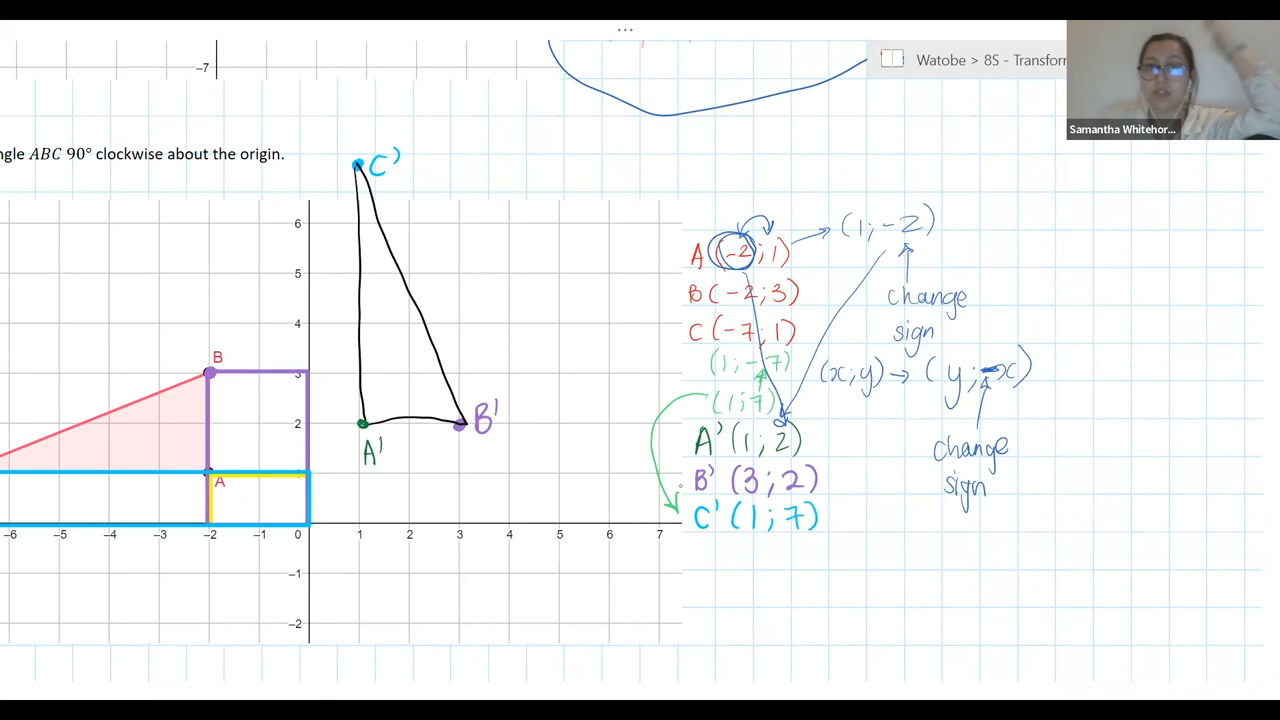 ...
−7
Watobe > 8S - Transforr
Samantha Whitehor...
ngle ABC 90° clockwise about the origin.
C'
6
5
4
3
2
B
A
B'
A'
-6 -5 -4 -3 -2 -1 0 1 2 3 4 5 6 7
−1
−2
A (-2;1) → (1;-2)
B (-2;3)
C (-7;1)
(1;-7)
(1;7)
change
sign
(x;y) → (y;-x)
change
sign
A' (1;2)
B' (3;2)
C' (1;7)